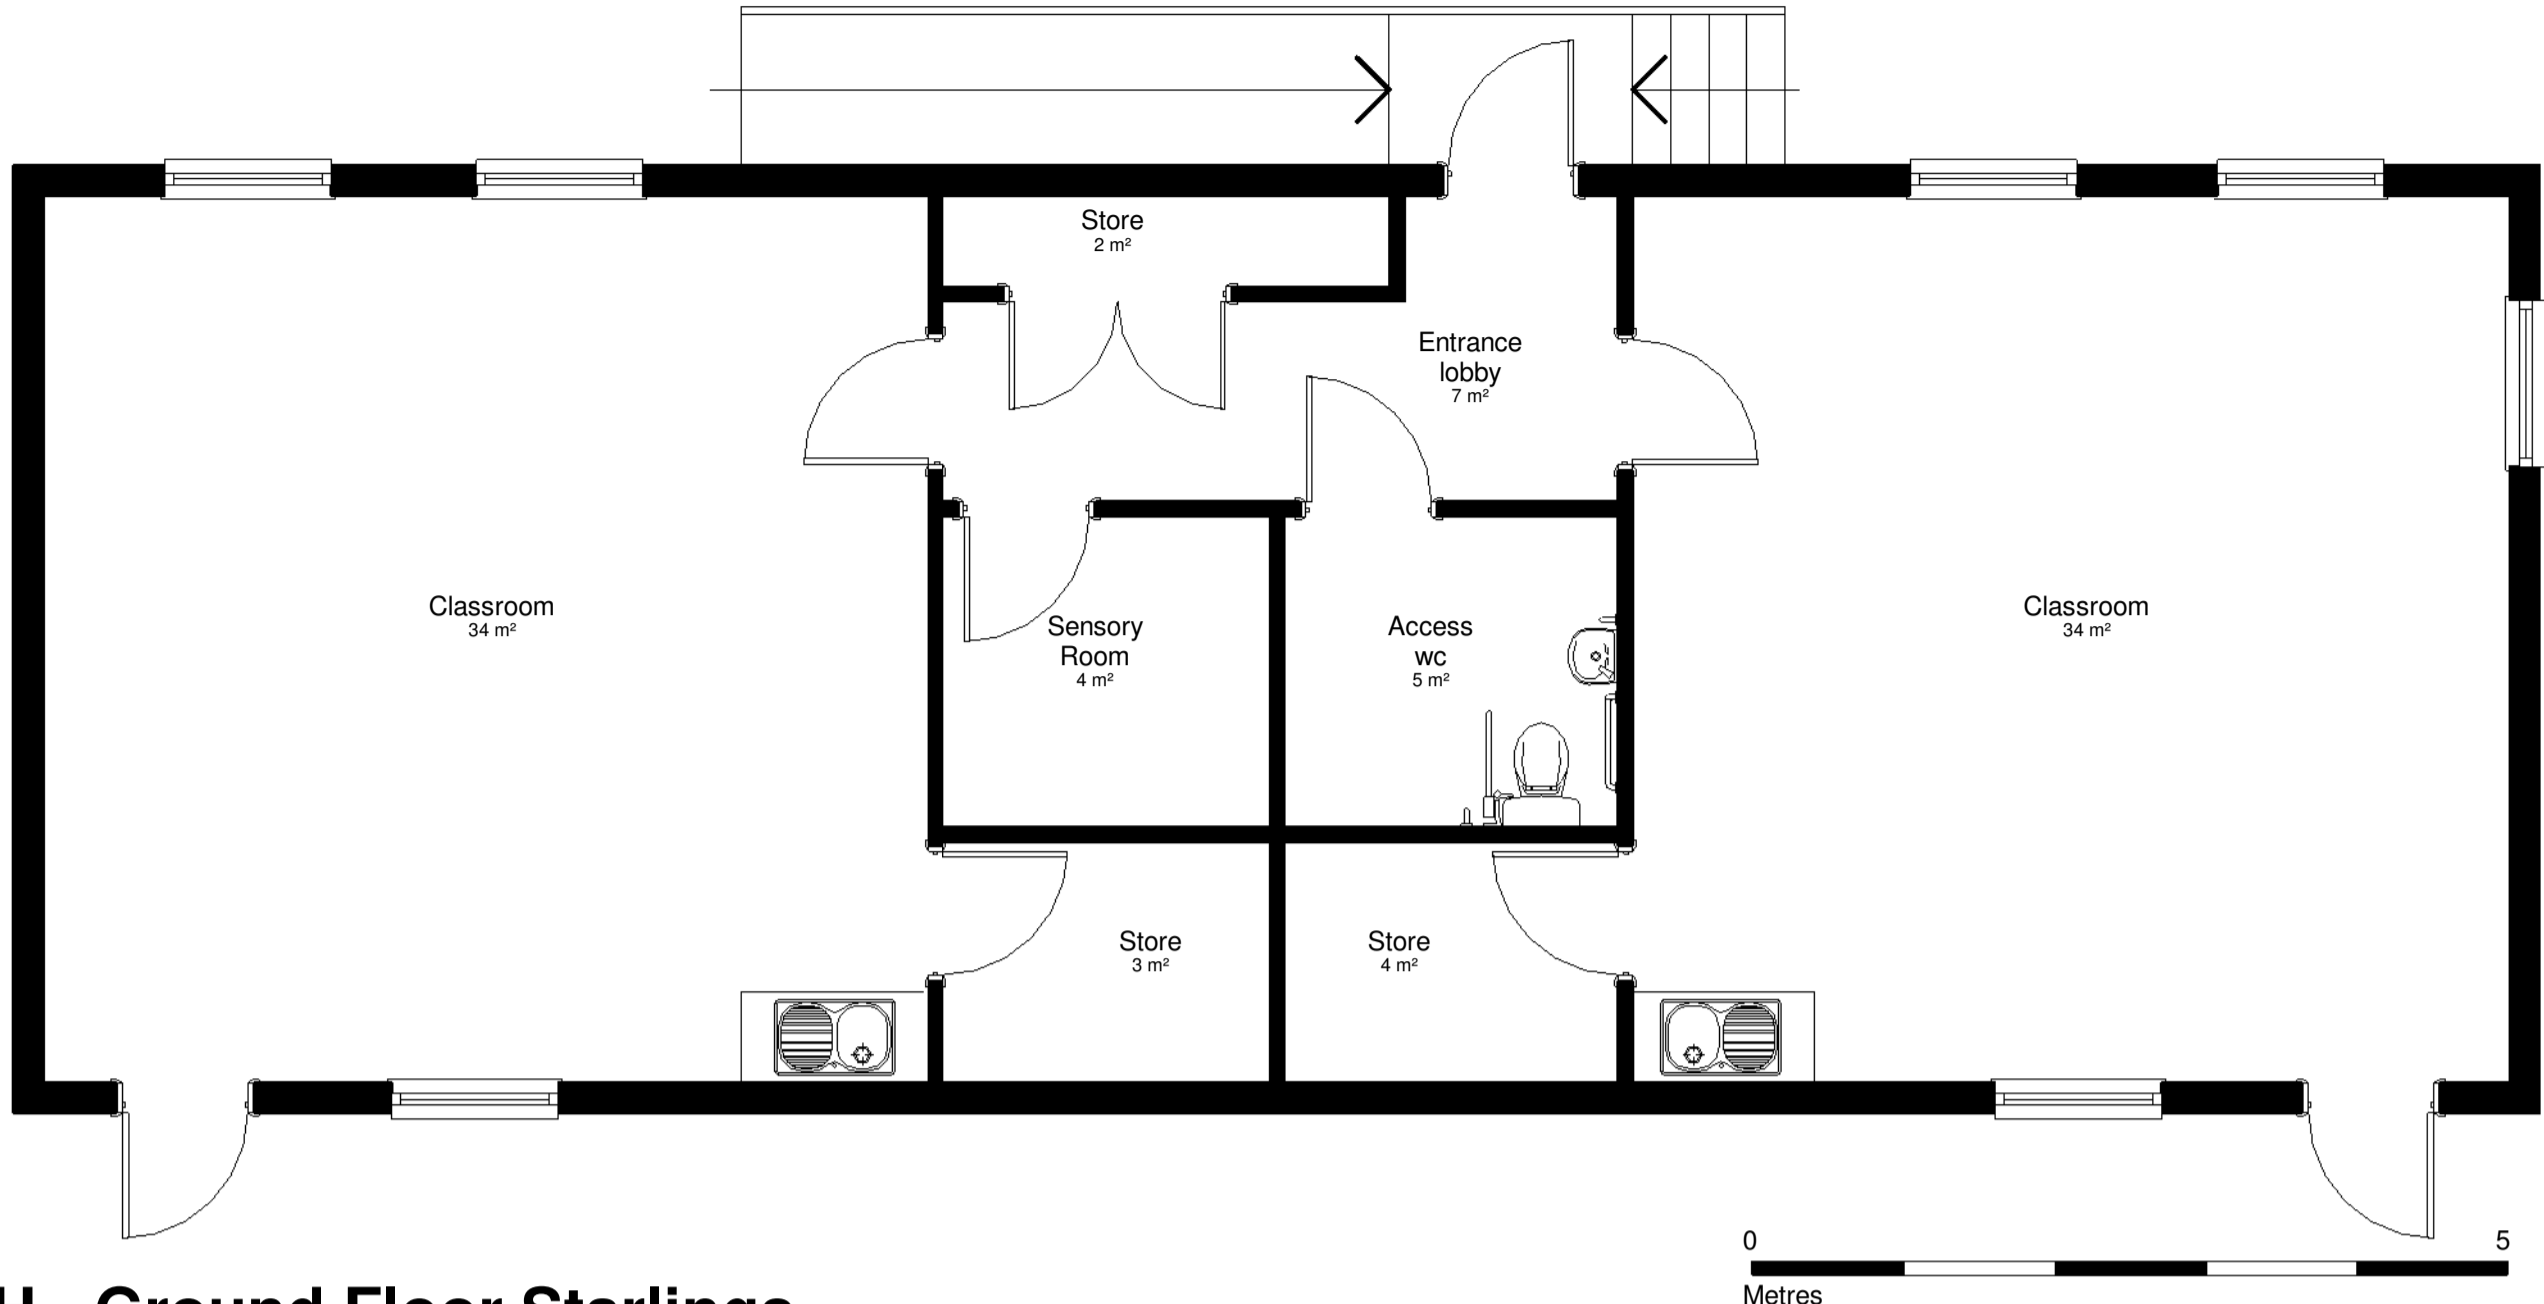 Store
2 m²
Entrance
lobby
7 m²
Classroom
34 m²
Sensory
Room
4 m²
Access
wc
5 m²
Classroom
34 m²
Store
3 m²
Store
4 m²
0 5
Metres
Ground Floor Starlings